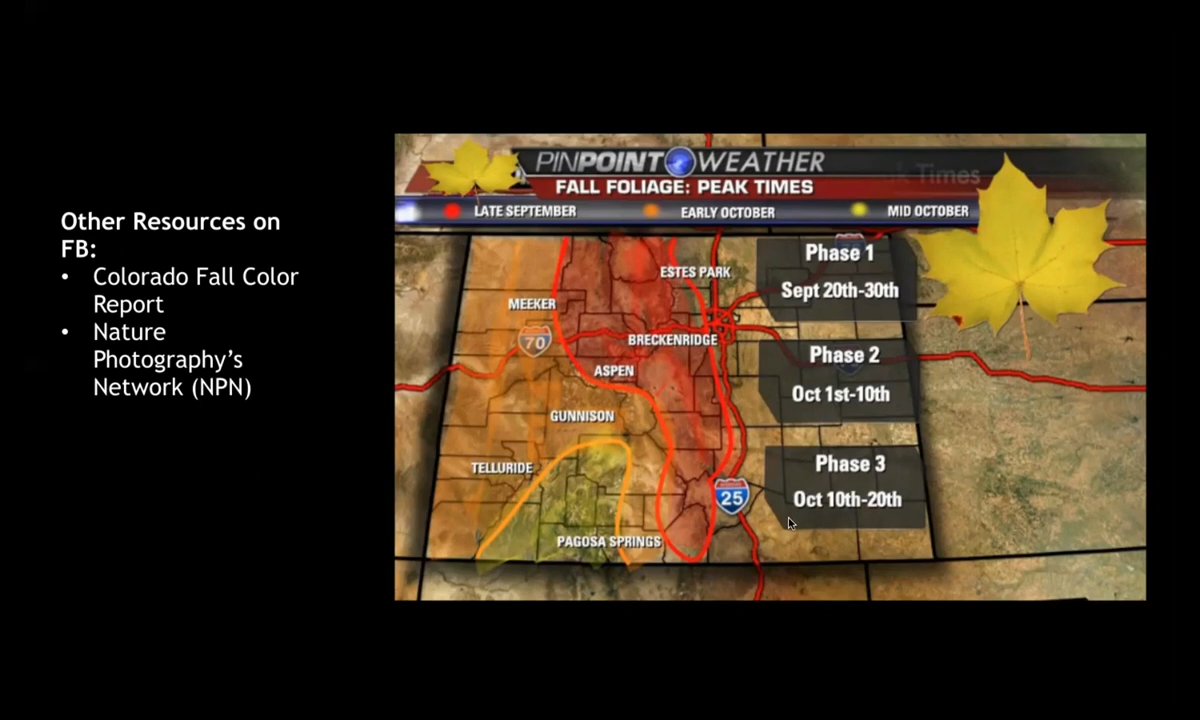 Other Resources on
FB:
• Colorado Fall Color
Report
• Nature
Photography’s
Network (NPN)
PINPOINT WEATHER
FALL FOLIAGE: PEAK TIMES
LATE SEPTEMBER
EARLY OCTOBER
MID OCTOBER
Phase 1
ESTES PARK
Sept 20th-30th
MEEKER
70
BRECKENRIDGE
Phase 2
ASPEN
Oct 1st-10th
GUNNISON
TELLURIDE
Phase 3
25
Oct 10th-20th
PAGOSA SPRINGS